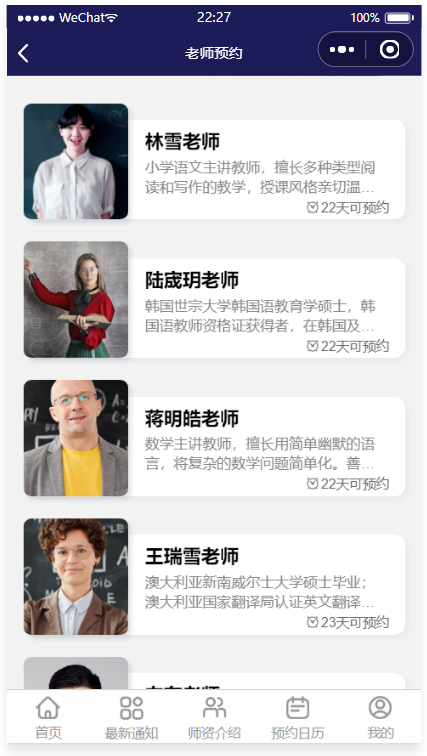 WeChat 22:27 100%
老师预约
林雪老师
小学语文主讲教师，擅长多种类型阅
读和写作的教学，授课风格亲切温...
22天可预约
陆宬玥老师
韩国世宗大学韩国语教育学硕士，韩
国语教师资格证获得者，在韩国及...
22天可预约
蒋明皓老师
数学主讲教师，擅长用简单幽默的语
言，将复杂的数学问题简单化。善...
22天可预约
王瑞雪老师
澳大利亚新南威尔士大学硕士毕业；
澳大利亚国家翻译局认证英文翻译...
23天可预约
首页 最新通知 师资介绍 预约日历 我的